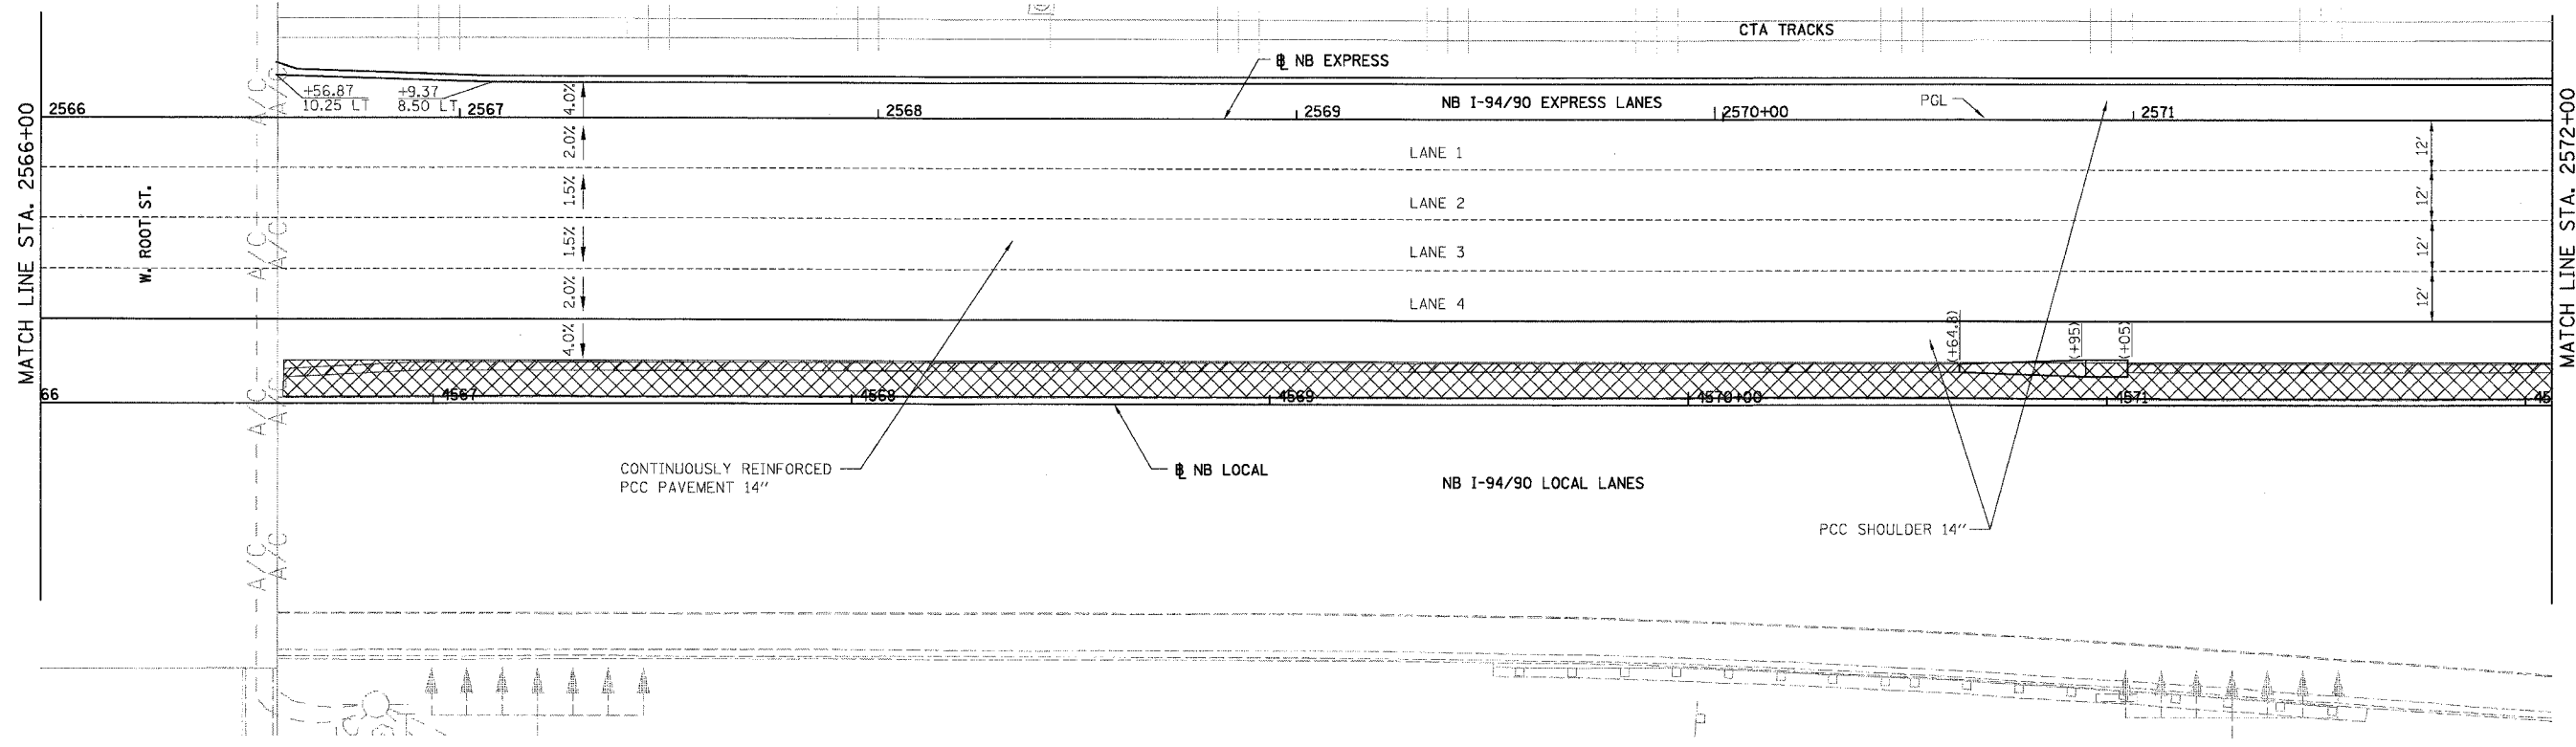 CTA TRACKS
℄ NB EXPRESS
+56.87
10.25 LT
+9.37
8.50 LT
4.0%
NB I-94/90 EXPRESS LANES
PGL
2566
2567
2568
2569
2570+00
2571
MATCH LINE STA. 2566+00
MATCH LINE STA. 2572+00
W. ROOT ST.
A/C
A/C
A/C
A/C
A/C
A/C
A/C
A/C
A/C
A/C
2.0%
LANE 1
12'
1.5%
LANE 2
12'
1.5%
LANE 3
12'
2.0%
LANE 4
12'
4.0%
(+64.8)
(+95)
(+05)
66
4567
4568
4569
4570+00
4571
45
CONTINUOUSLY REINFORCED
PCC PAVEMENT 14"
℄ NB LOCAL
NB I-94/90 LOCAL LANES
PCC SHOULDER 14"